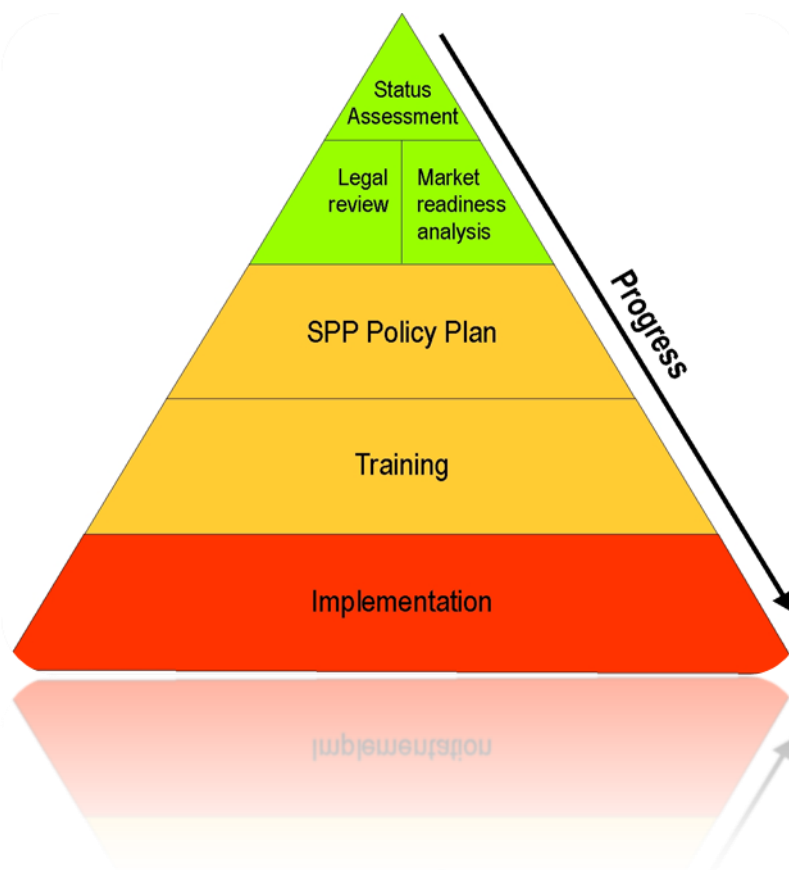 Status
Assessment
Legal
review
Market
readiness
analysis
Progress
SPP Policy Plan
Training
Implementation
Implementation